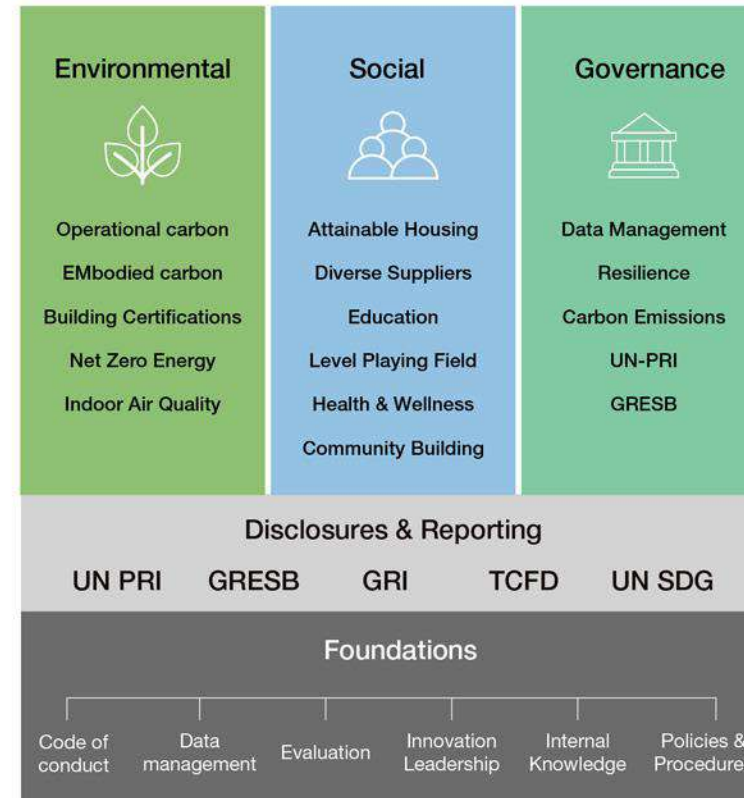 Environmental
Operational carbon
EMbodied carbon
Building Certifications
Net Zero Energy
Indoor Air Quality
Social
Attainable Housing
Diverse Suppliers
Education
Level Playing Field
Health & Wellness
Community Building
Governance
Data Management
Resilience
Carbon Emissions
UN-PRI
GRESB
Disclosures & Reporting
UN PRI GRESB GRI TCFD UN SDG
Foundations
Code of
conduct
Data
management
Evaluation
Innovation
Leadership
Internal
Knowledge
Policies &
Procedure